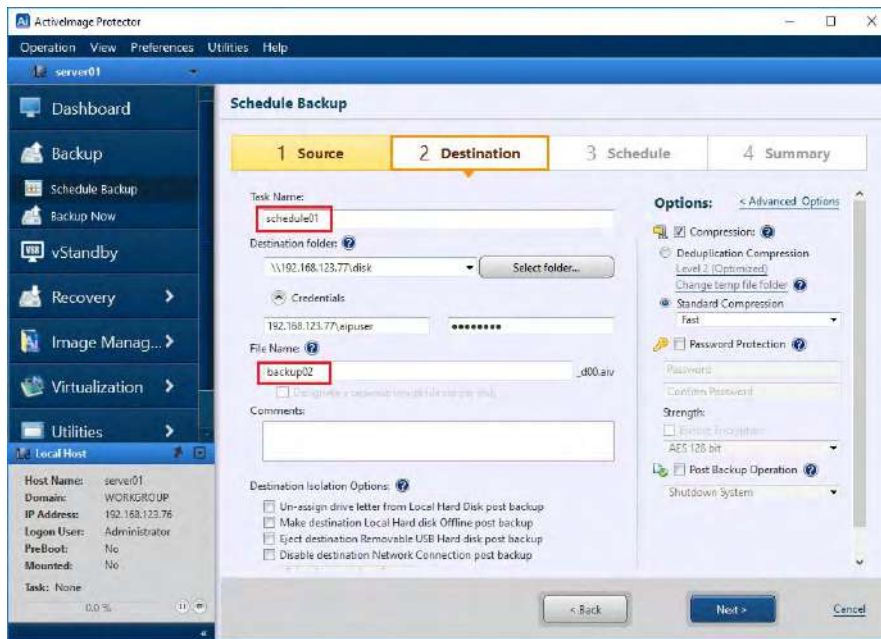 ActiveImage Protector
Operation View Preferences Utilities Help
server01
Dashboard
Backup
Schedule Backup
Backup Now
vStandby
Recovery
Image Manag...
Virtualization
Utilities
Local Host
Host Name: server01
Domain: WORKGROUP
IP Address: 192.168.123.76
Logon User: Administrator
PreBoot: No
Mounted: No
Task: None
0.0 %
Schedule Backup
1 Source
2 Destination
3 Schedule
4 Summary
Task Name:
schedule01
Destination folder:
\\192.168.123.77\disk
Select folder...
Credentials
192.168.123.77\aipuser
File Name:
backup02
_d00.aiv
Comments:
Destination Isolation Options:
Un-assign drive letter from Local Hard Disk post backup
Make destination Local Hard disk Offline post backup
Eject destination Removable USB Hard disk post backup
Disable destination Network Connection post backup
Options:
< Advanced Options
Compression:
Deduplication Compression
Level 2 (Optimized)
Change temp file folder
Standard Compression
Fast
Password Protection
Password
Confirm Password
Strength:
AES 128 bit
Post Backup Operation
Shutdown System
< Back
Next >
Cancel